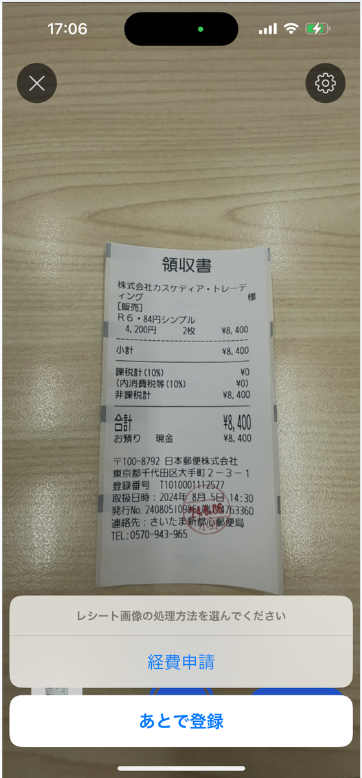 17:06
領収書
株式会社カスケディア・トレーデ
ィング 様
[販売]
R6・84円シンプル
4,200円 2枚 ¥8,400
小計 ¥8,400
課税計(10%) ¥0
(内消費税等(10%) ¥0)
非課税計 ¥8,400
合計 ¥8,400
お預り 現金 ¥8,400
〒100-8792 日本郵便株式会社
東京都千代田区大手町2-3-1
登録番号 T1010001112577
取扱日時:2024年 8月 5日 14:30
発行No.
連絡先:さいたま新都心郵便局
TEL:0570-943-965
レシート画像の処理方法を選んでください
経費申請
あとで登録